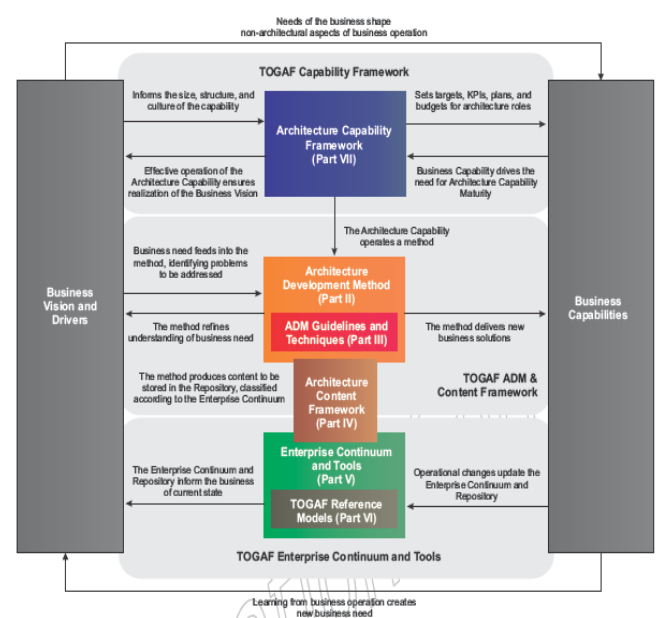 Needs of the business shape
non-architectural aspects of business operation
TOGAF Capability Framework
Informs the size, structure, and
culture of the capability
Sets targets, KPIs, plans, and
budgets for architecture roles
Architecture Capability
Framework
(Part VII)
Effective operation of the
Architecture Capability ensures
realization of the Business Vision
Business Capability drives the
need for Architecture Capability
Maturity
The Architecture Capability
operates a method
Business need feeds into the
method, identifying problems
to be addressed
Architecture
Development Method
(Part II)
Business
Vision and
Drivers
Business
Capabilities
ADM Guidelines and
Techniques (Part III)
The method refines
understanding of business need
The method delivers new
business solutions
The method produces content to be
stored in the Repository, classified
according to the Enterprise Continuum
Architecture
Content
Framework
(Part IV)
TOGAF ADM &
Content Framework
Enterprise Continuum
and Tools
(Part V)
The Enterprise Continuum and
Repository inform the business
of current state
Operational changes update the
Enterprise Continuum and
Repository
TOGAF Reference
Models (Part VI)
TOGAF Enterprise Continuum and Tools
Learning from business operation creates
new business need